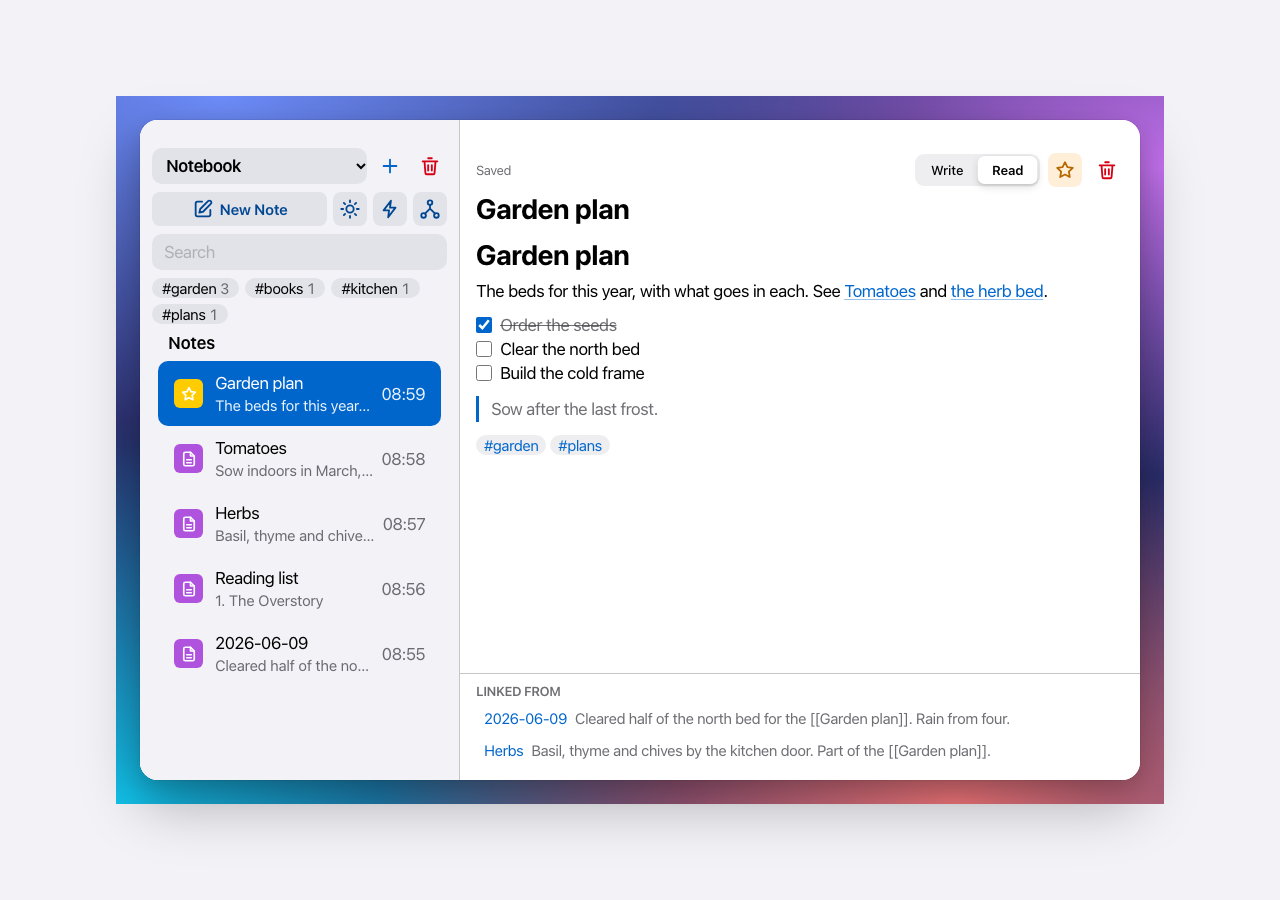 Notebook
New Note
Search
#garden 3
#books 1
#kitchen 1
#plans 1
Notes
Garden plan
08:59
The beds for this year...
Tomatoes
08:58
Sow indoors in March,...
Herbs
08:57
Basil, thyme and chive...
Reading list
08:56
1. The Overstory
2026-06-09
08:55
Cleared half of the no...
Saved
Write
Read
Garden plan
Garden plan
The beds for this year, with what goes in each. See Tomatoes and the herb bed.
Order the seeds
Clear the north bed
Build the cold frame
Sow after the last frost.
#garden #plans
LINKED FROM
2026-06-09 Cleared half of the north bed for the [[Garden plan]]. Rain from four.
Herbs Basil, thyme and chives by the kitchen door. Part of the [[Garden plan]].